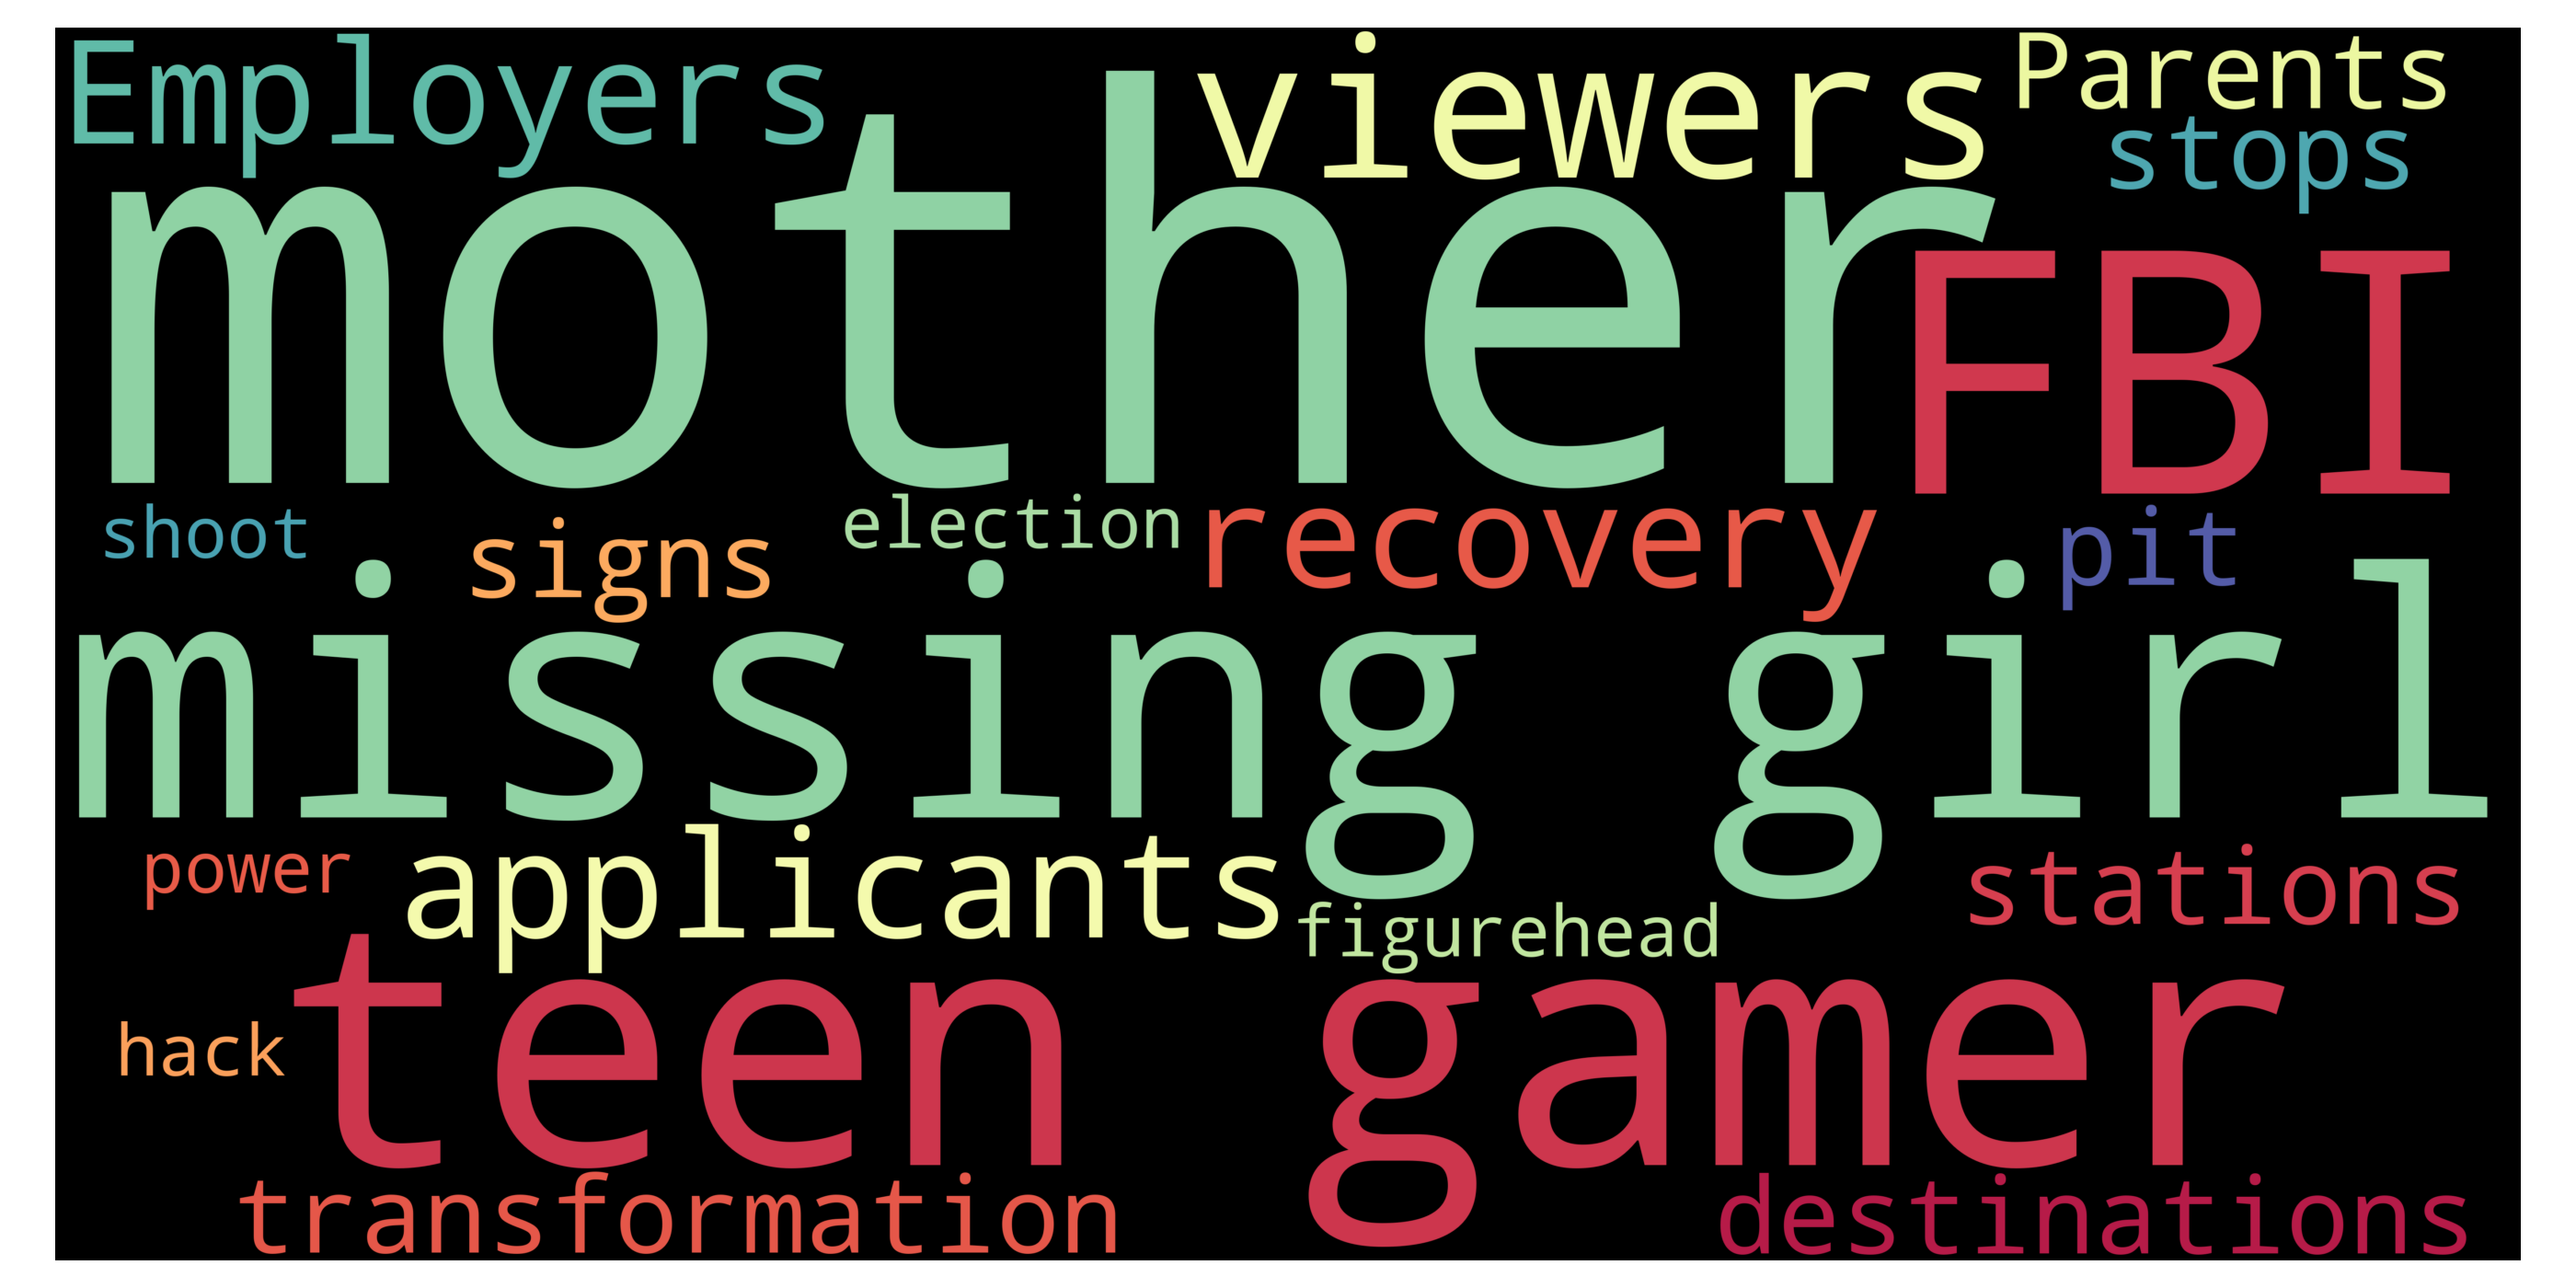 Employers
viewers
Parents
stops
mother
FBI
shoot
signs
election
recovery
pit
missing girl
power
applicants
figurehead
stations
teen gamer
hack
transformation
destinations